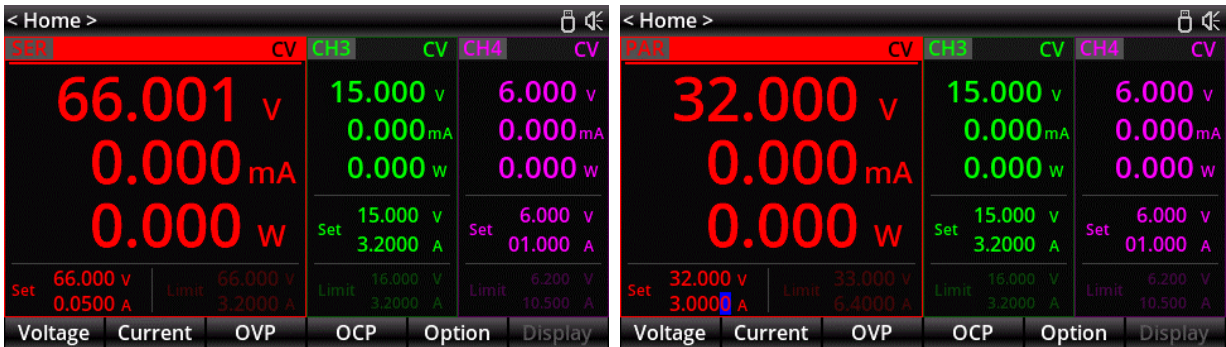 < Home >
SER CV CH3 CV CH4 CV
66.001 V 15.000 V 6.000 V
0.000 mA 0.000 mA 0.000 mA
0.000 W 0.000 W 0.000 W
Set 66.000 V 0.0500 A Limit 66.000 V 3.2000 A
Set 15.000 V 3.2000 A Limit 16.000 V 3.2000 A
Set 6.000 V 01.000 A Limit 6.200 V 10.500 A
Voltage Current OVP OCP Option Display
< Home >
PAR CV CH3 CV CH4 CV
32.000 V 15.000 V 6.000 V
0.000 mA 0.000 mA 0.000 mA
0.000 W 0.000 W 0.000 W
Set 32.000 V 3.0000 A Limit 33.000 V 6.4000 A
Set 15.000 V 3.2000 A Limit 16.000 V 3.2000 A
Set 6.000 V 01.000 A Limit 6.200 V 10.500 A
Voltage Current OVP OCP Option Display